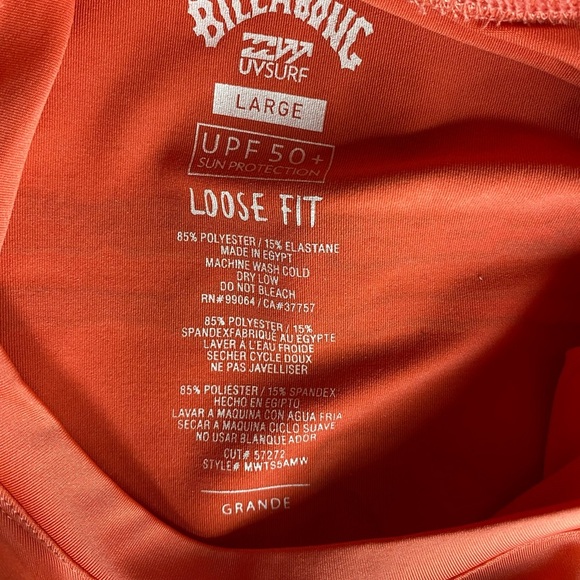 BILLABONG
UVSURF
LARGE
UPF 50+
SUN PROTECTION
LOOSE FIT
85% POLYESTER / 15% ELASTANE
MADE IN EGYPT
MACHINE WASH COLD
DRY LOW
DO NOT BLEACH
RN#99064 / CA#37757
85% POLYESTER / 15%
SPANDEXFABRIQUE AU EGYPTE
LAVER À L'EAU FROIDE
SECHER CYCLE DOUX
NE PAS JAVELLISER
85% POLIESTER / 15% SPANDEX
HECHO EN EGIPTO
LAVAR A MAQUINA CON AGUA FRIA
SECAR A MAQUINA CICLO SUAVE
NO USAR BLANQUEADOR
CUT# 57272
STYLE# MWTS5AMW
GRANDE